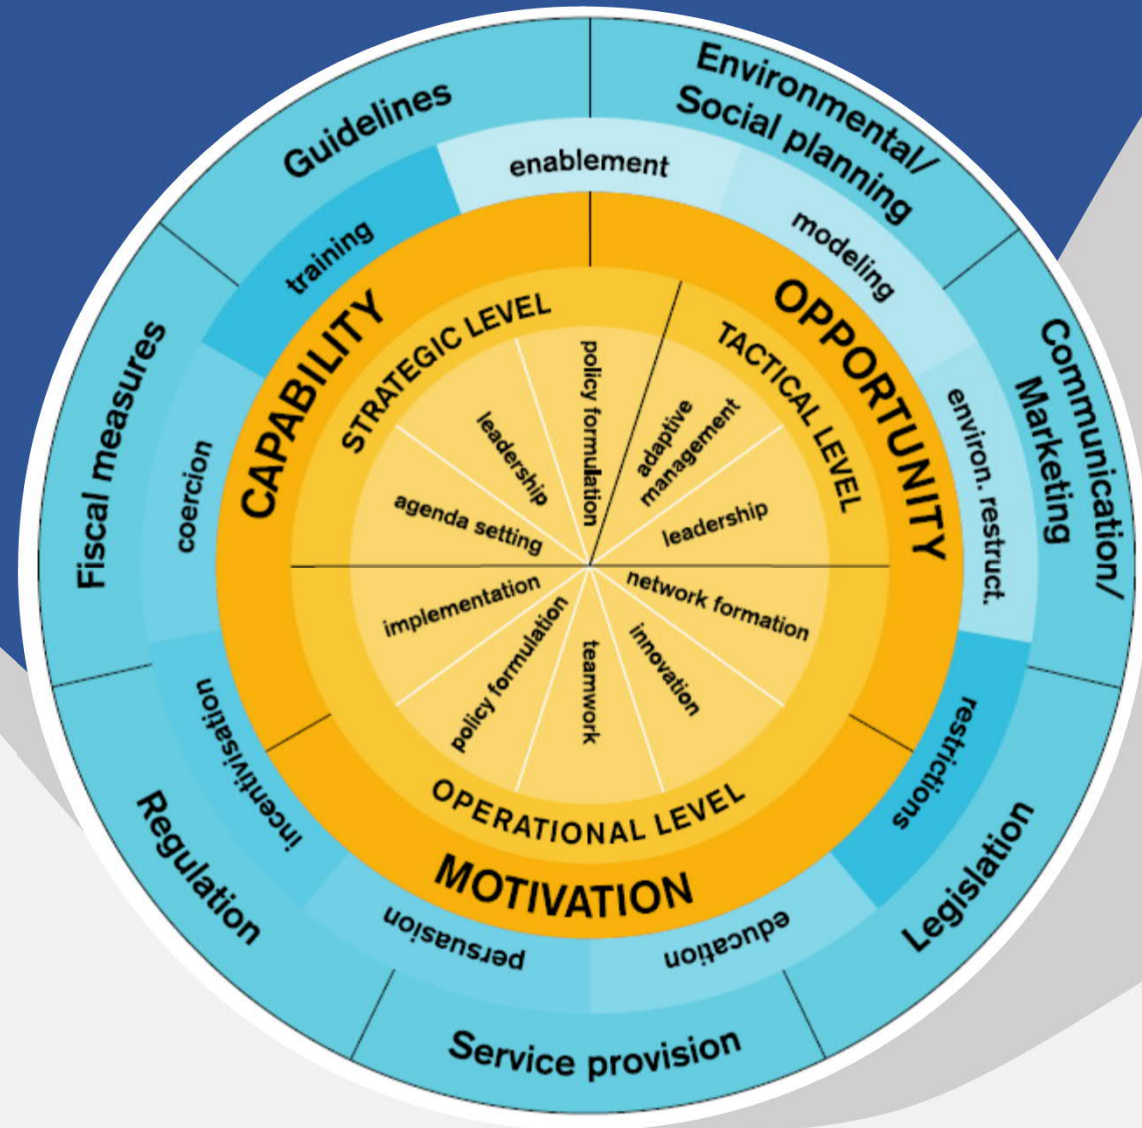 Environmental/
Social planning
Communication/
Marketing
Legislation
Service provision
Regulation
Fiscal measures
Guidelines
enablement
modeling
environ. restruct.
restrictions
education
persuasion
incentivisation
coercion
training
CAPABILITY
OPPORTUNITY
MOTIVATION
STRATEGIC LEVEL
TACTICAL LEVEL
OPERATIONAL LEVEL
policy formulation
adaptive
management
leadership
network formation
innovation
teamwork
policy formulation
implementation
agenda setting
leadership